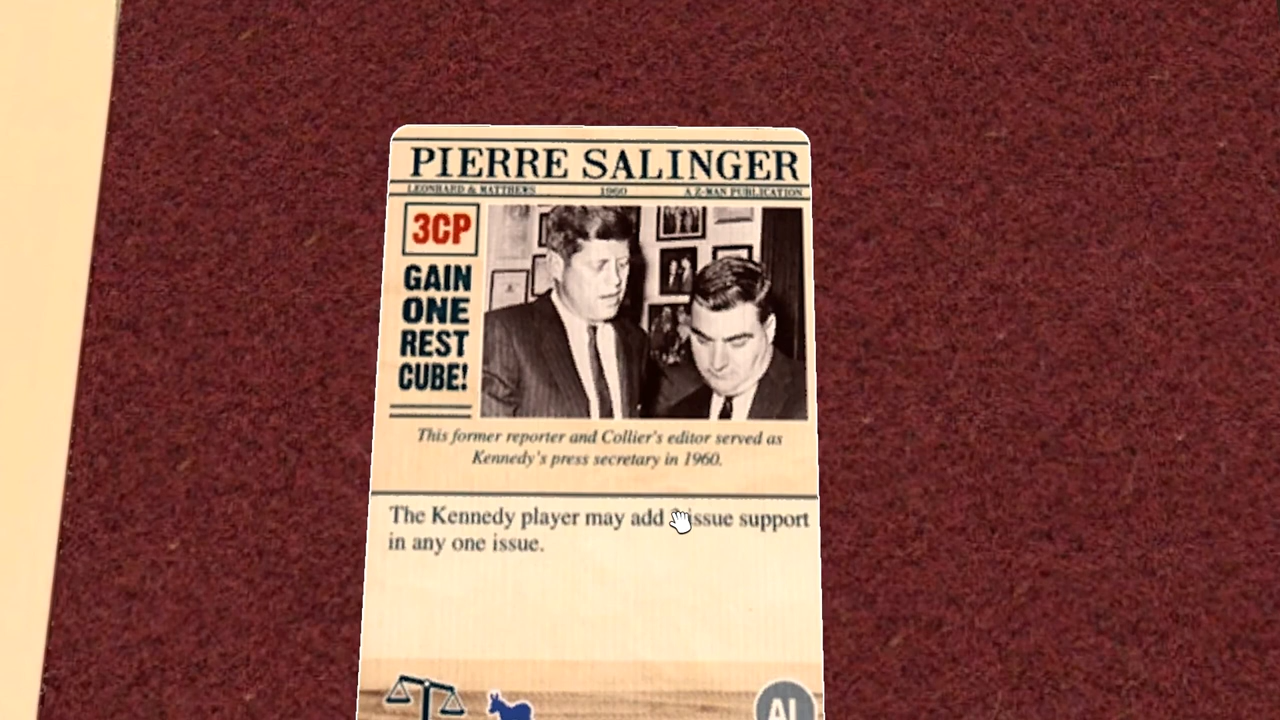 PIERRE SALINGER
LEONHARD & MATTHEWS 1960 A Z-MAN PUBLICATION
3CP
GAIN
ONE
REST
CUBE!
This former reporter and Collier's editor served as
Kennedy's press secretary in 1960.
The Kennedy player may add issue support
in any one issue.
AL